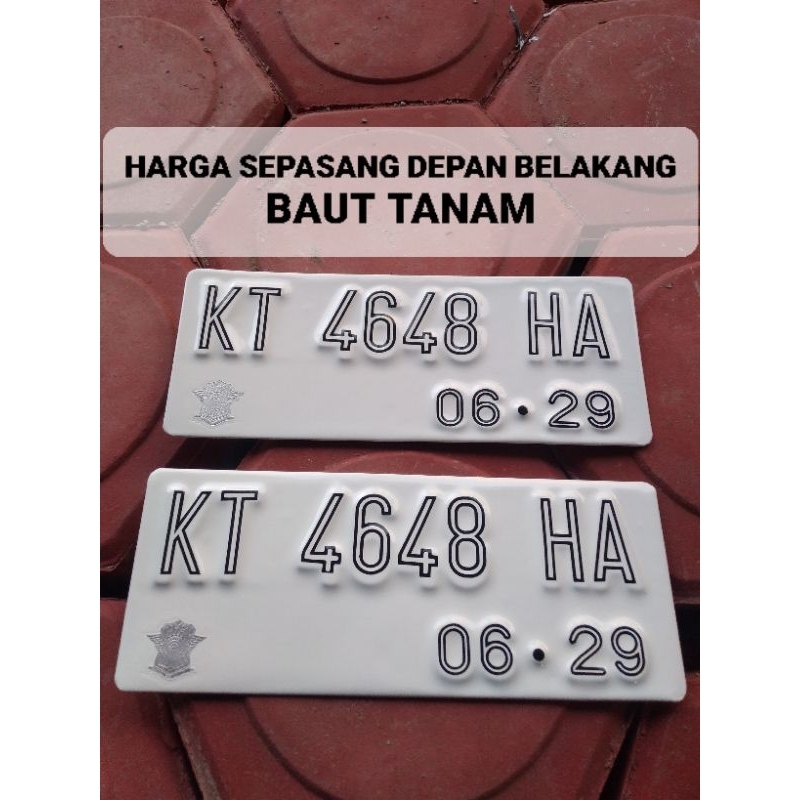 HARGA SEPASANG DEPAN BELAKANG
BAUT TANAM
KT 4648 HA
06 • 29
KT 4648 HA
06 • 29